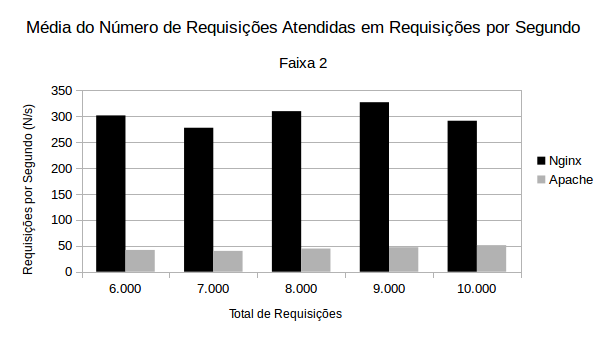 Média do Número de Requisições Atendidas em Requisições por Segundo
Faixa 2
Requisições por Segundo (N/s)
350
300
250
200
150
100
50
0
6.000 7.000 8.000 9.000 10.000
Total de Requisições
Nginx
Apache